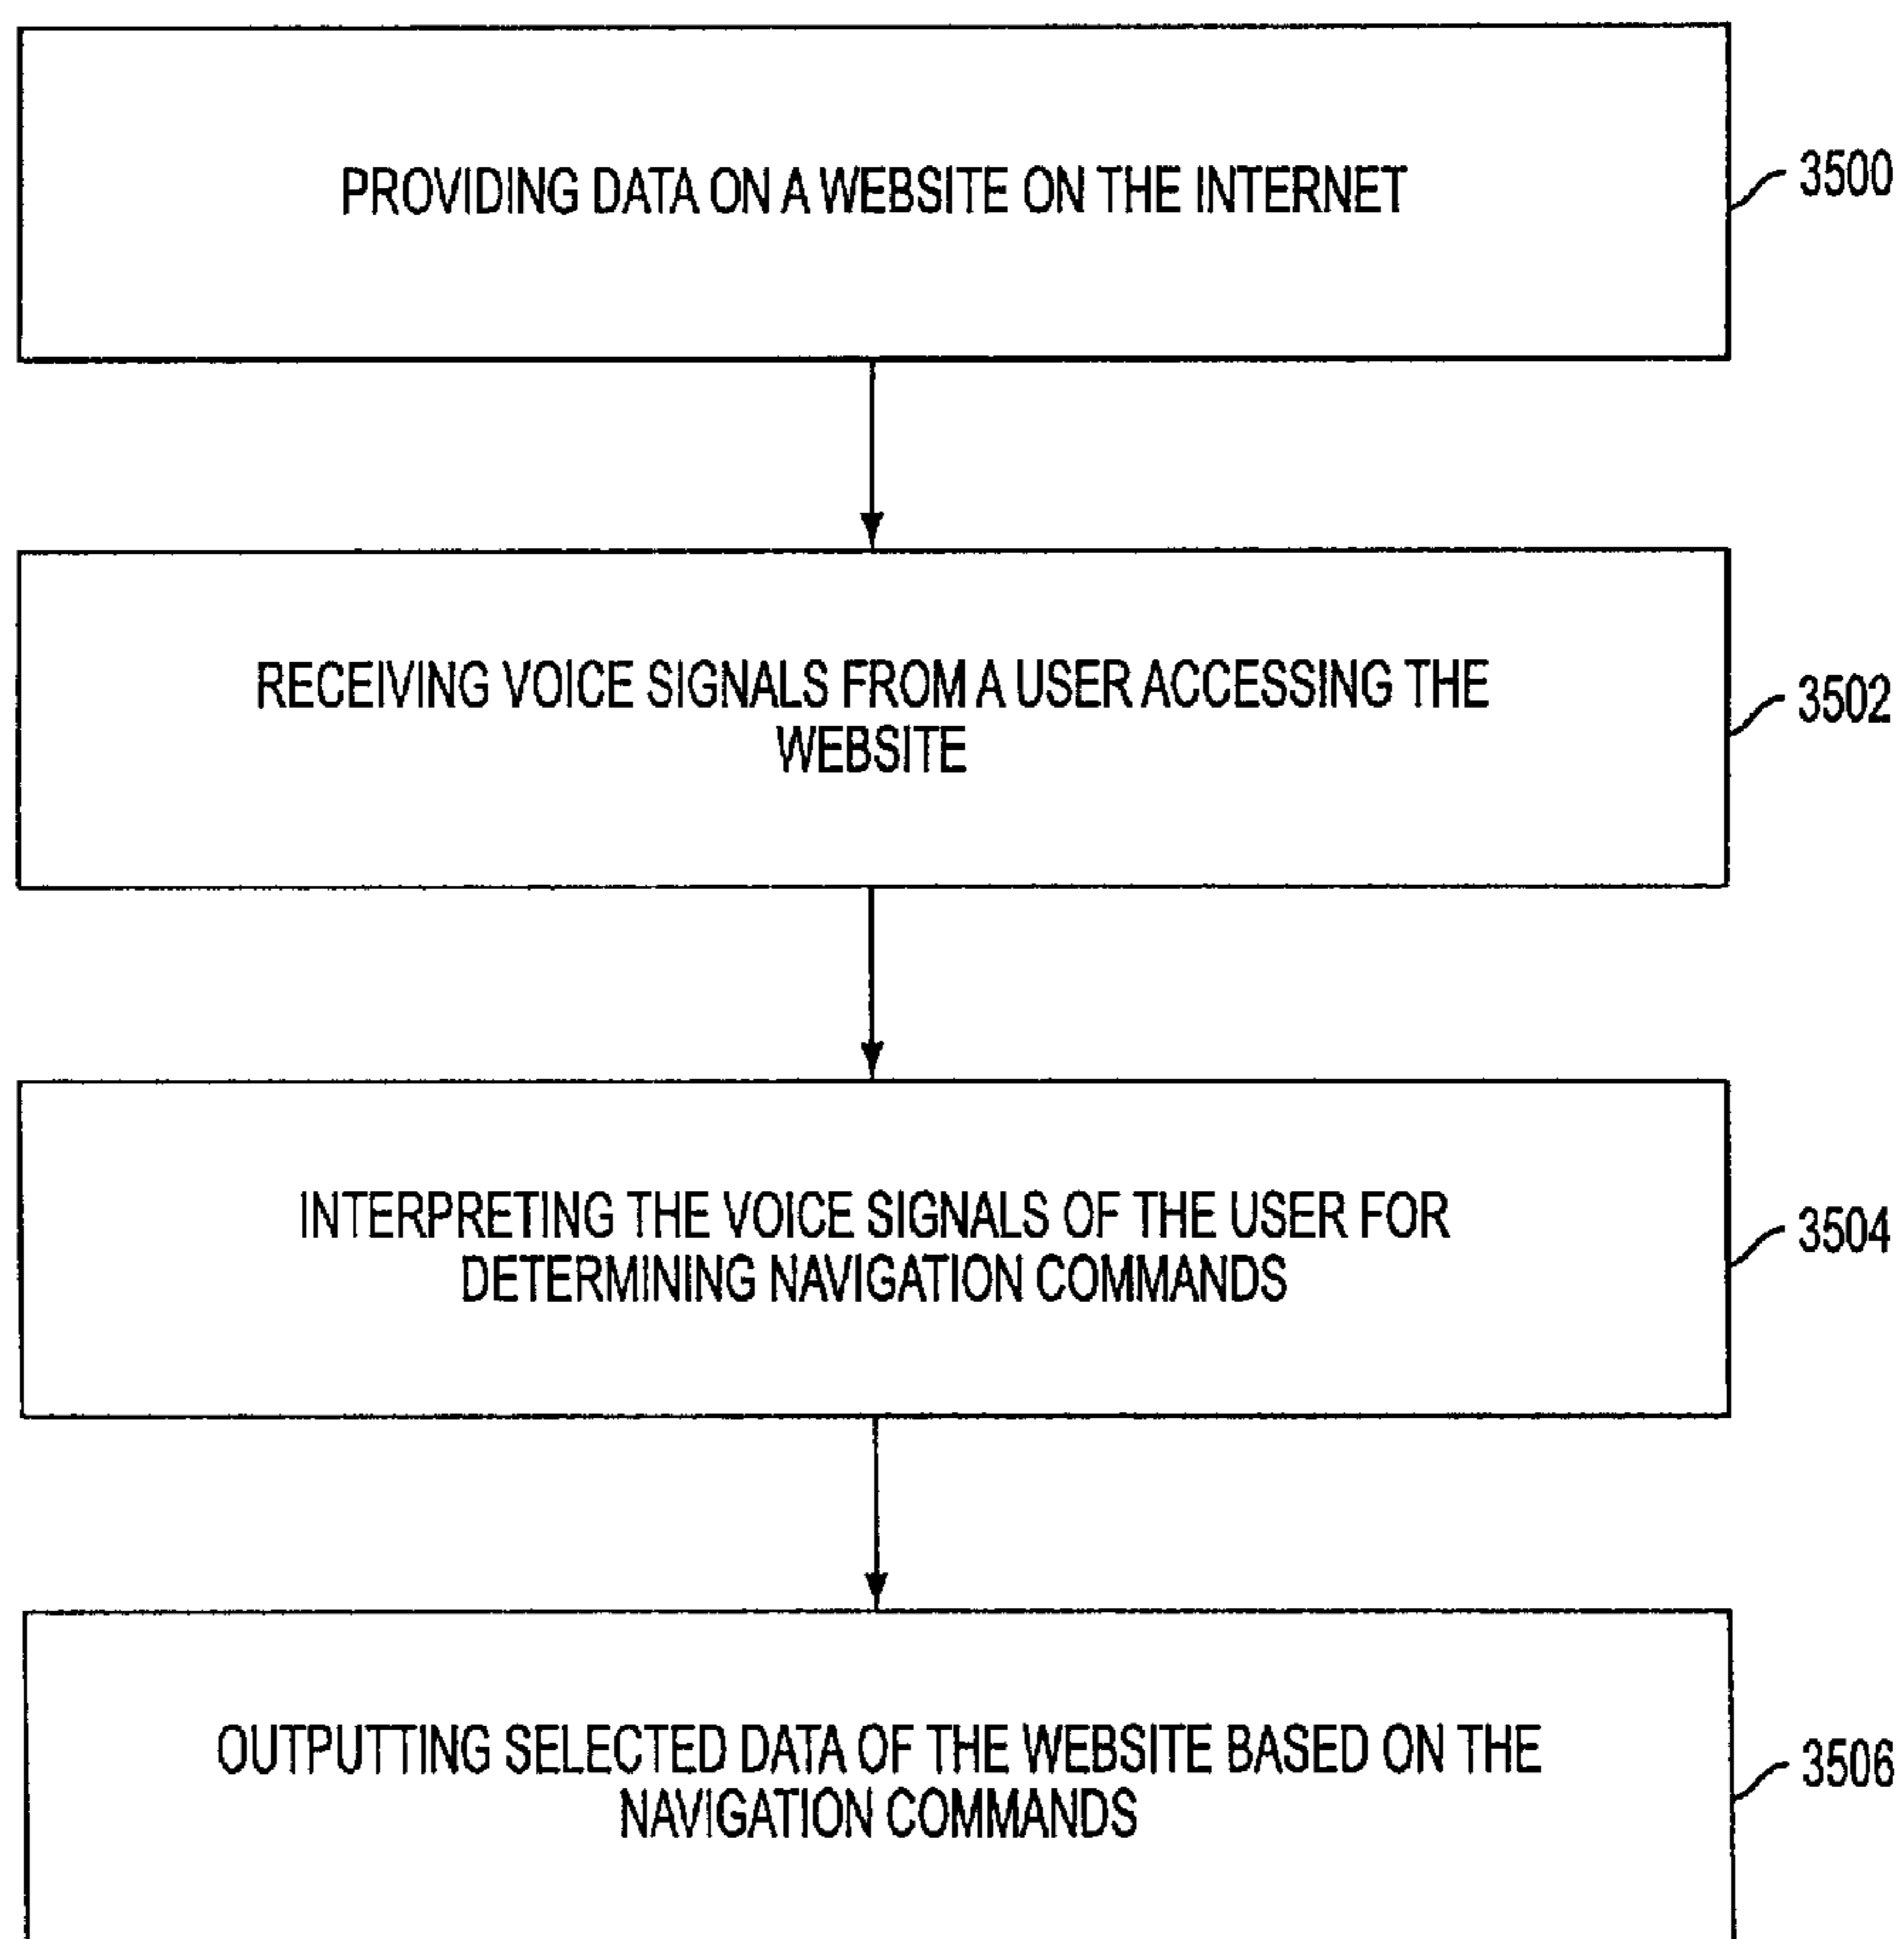 PROVIDING DATA ON A WEBSITE ON THE INTERNET
3500
RECEIVING VOICE SIGNALS FROM A USER ACCESSING THE
WEBSITE
3502
INTERPRETING THE VOICE SIGNALS OF THE USER FOR
DETERMINING NAVIGATION COMMANDS
3504
OUTPUTTING SELECTED DATA OF THE WEBSITE BASED ON THE
NAVIGATION COMMANDS
3506